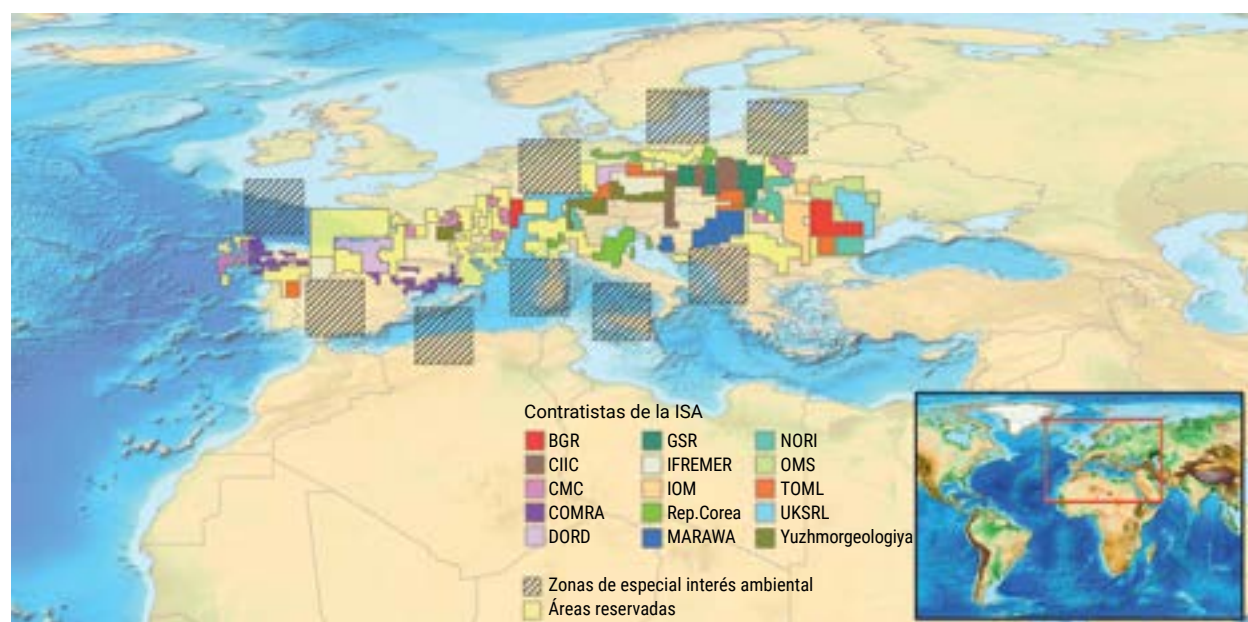 Contratistas de la ISA
BGR
CIIC
CMC
COMRA
DORD
GSR
IFREMER
IOM
Rep.Corea
MARAWA
NORI
OMS
TOML
UKSRL
Yuzhmorgeologiya
Zonas de especial interés ambiental
Áreas reservadas